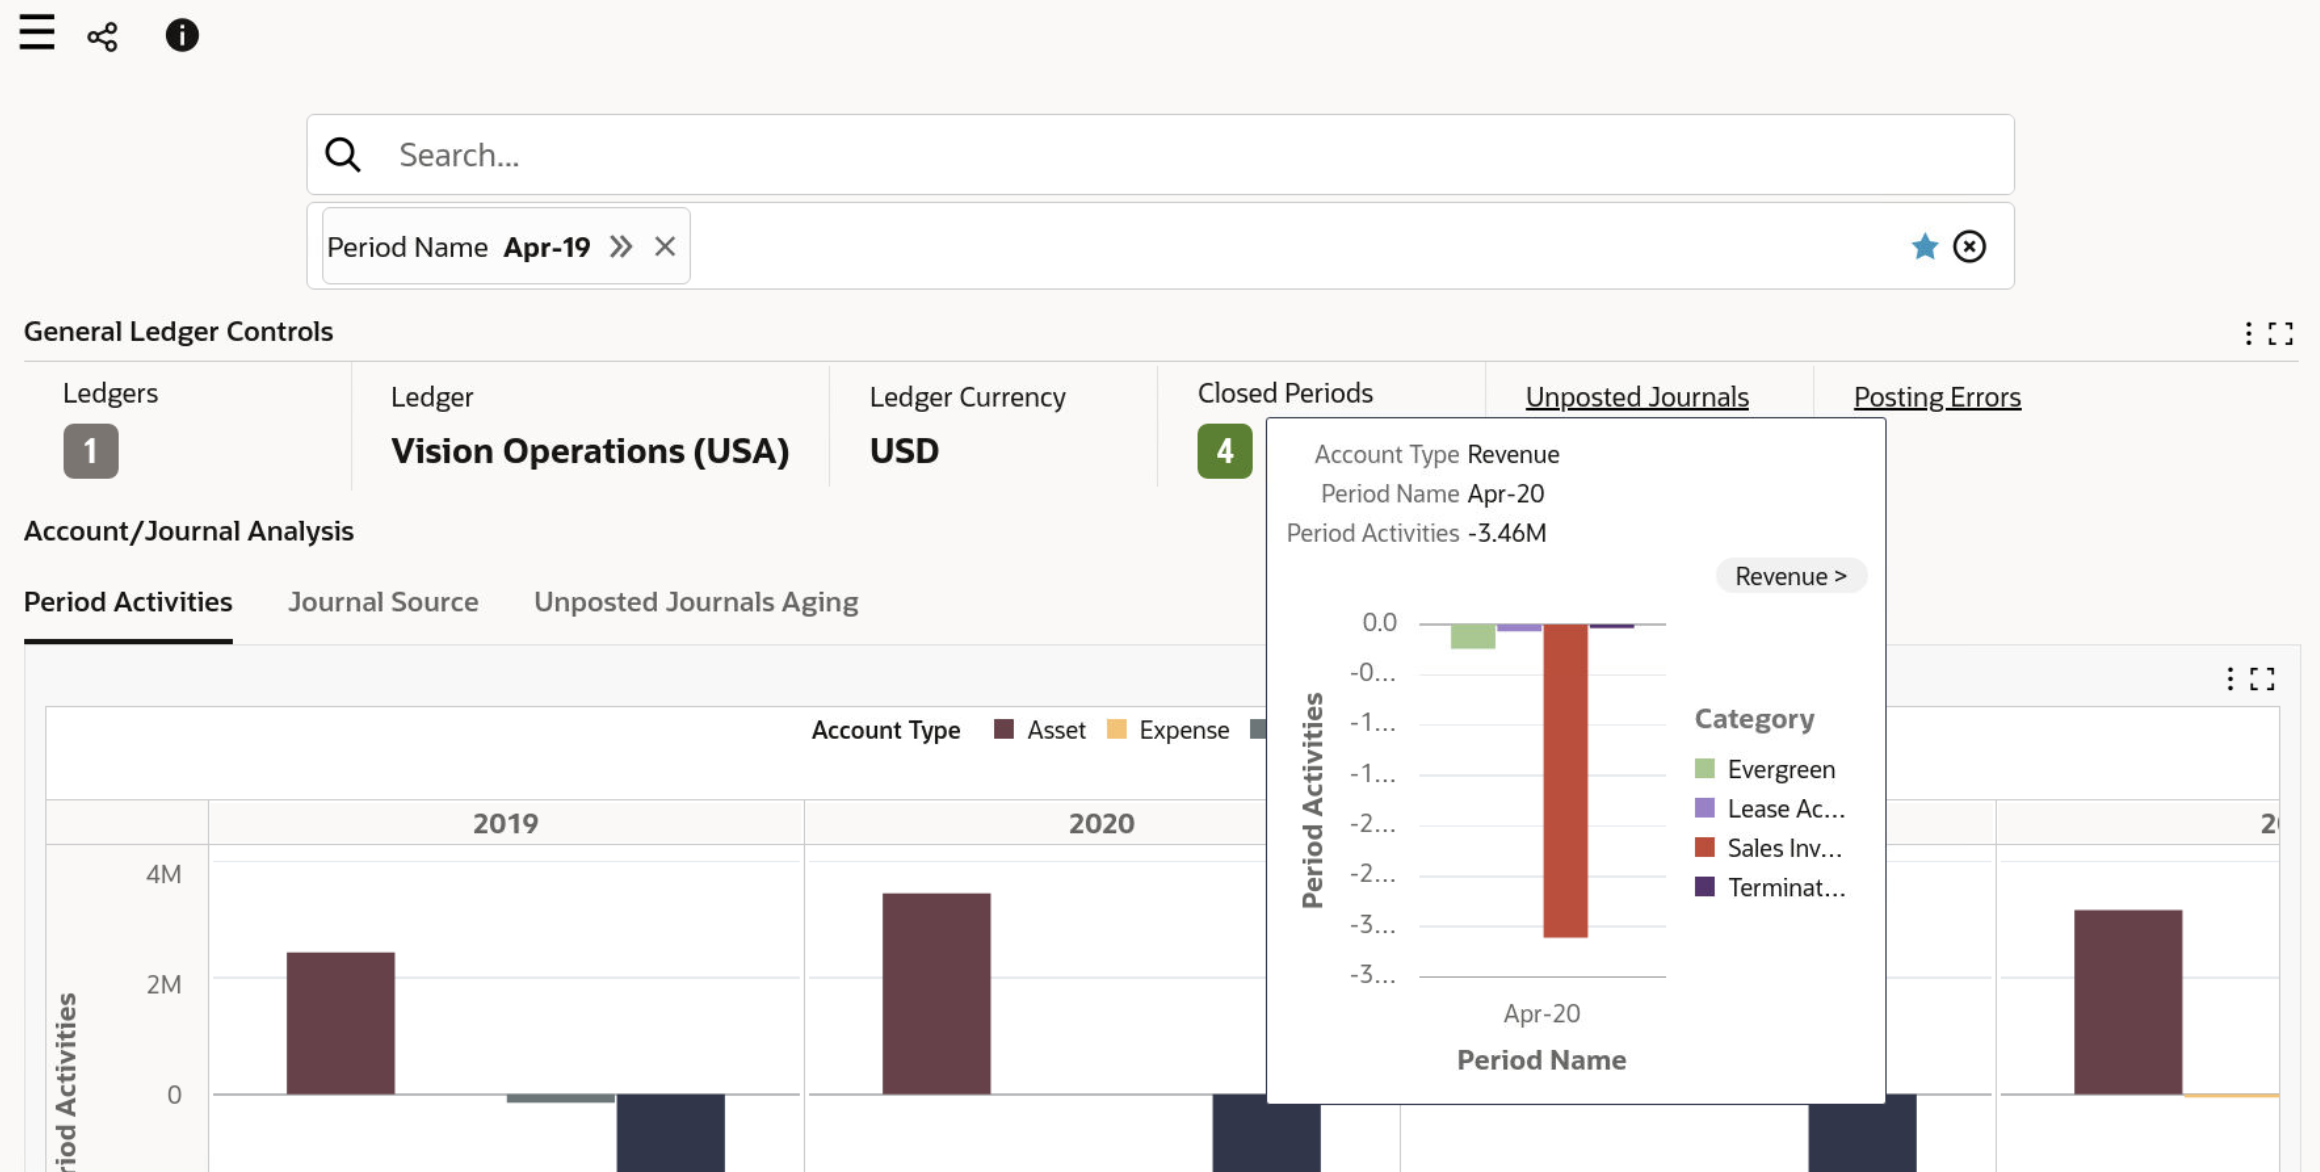 Search...
Period Name Apr-19
General Ledger Controls
Ledgers
1
Ledger
Vision Operations (USA)
Ledger Currency
USD
Closed Periods
4
Unposted Journals
Posting Errors
Account Type Revenue
Period Name Apr-20
Period Activities -3.46M
Revenue >
0.0
-0...
-1...
-1...
-2...
-2...
-3...
-3...
Period Activities
Apr-20
Period Name
Category
Evergreen
Lease Ac...
Sales Inv...
Terminat...
Account/Journal Analysis
Period Activities Journal Source Unposted Journals Aging
Account Type Asset Expense
2019 2020
4M
2M
0
Activities